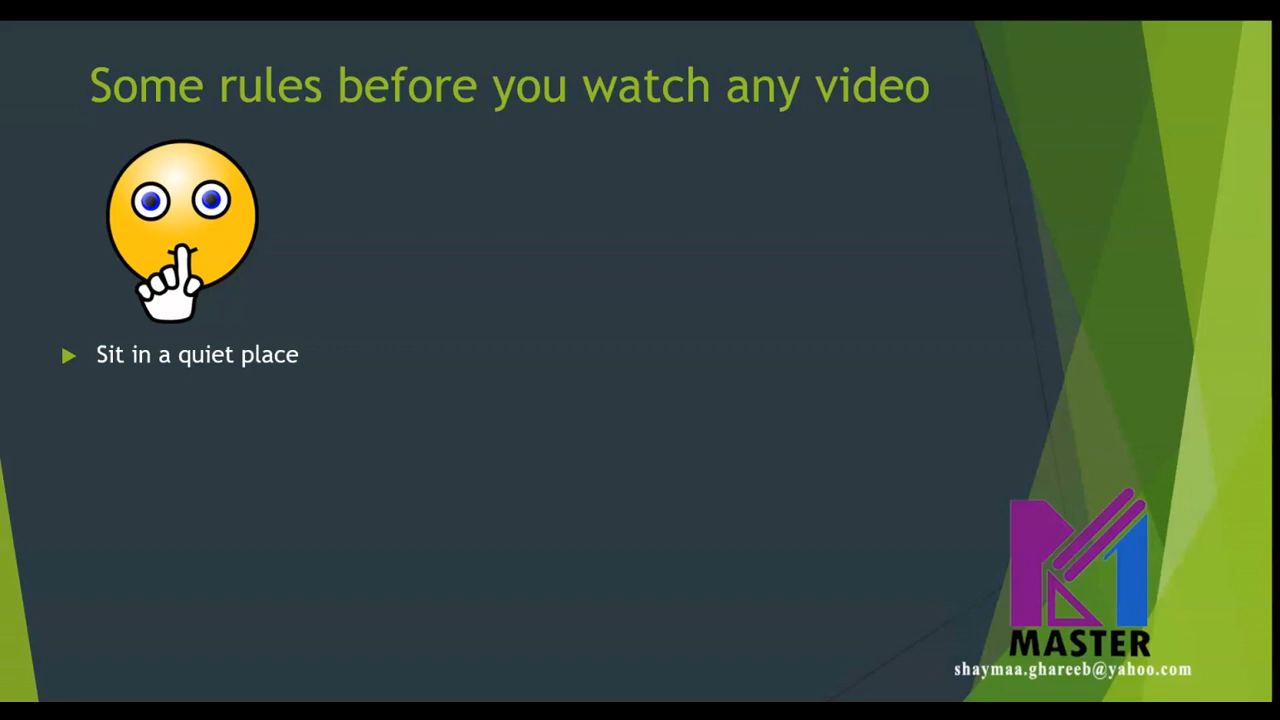 Some rules before you watch any video
Sit in a quiet place
MASTER
shaymaa.ghareeb@yahoo.com